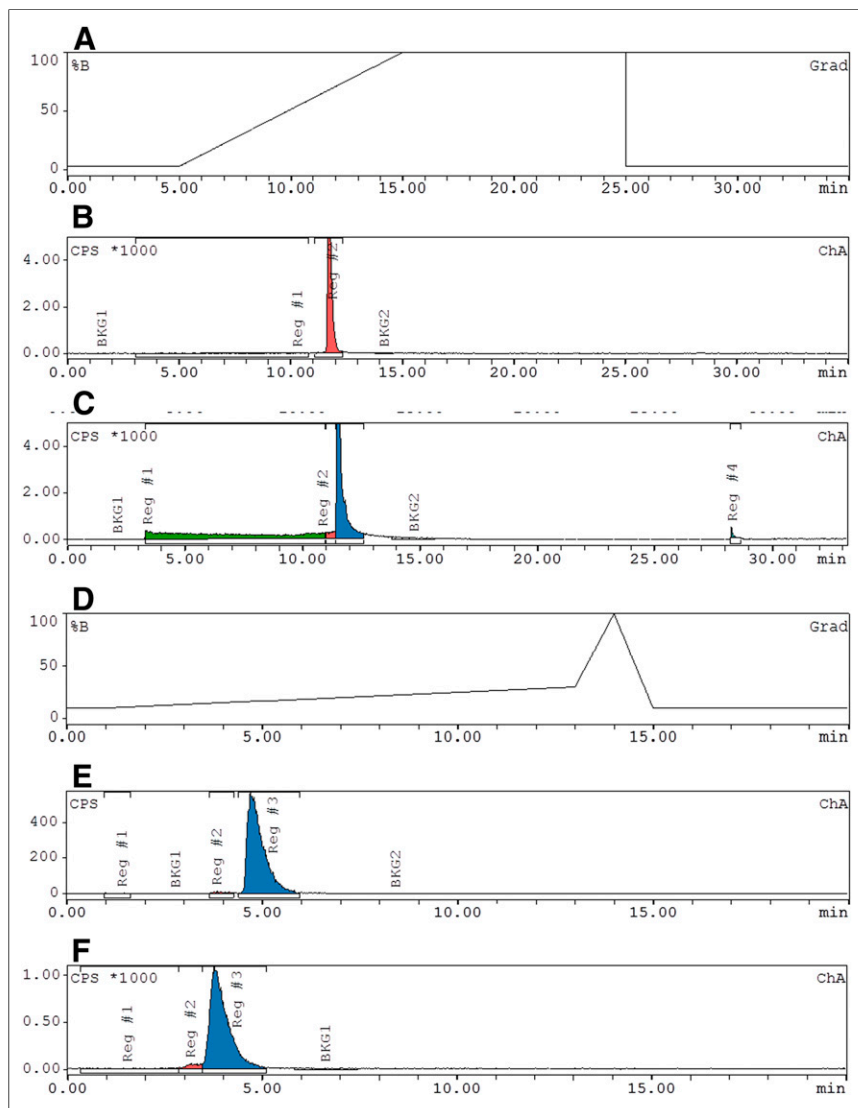 A
100
%B
Grad
50
0
0.00 5.00 10.00 15.00 20.00 25.00 30.00 min
B
CPS *1000
ChA
4.00
2.00
0.00
BKG1
Reg #1
Reg #2
BKG2
0.00 5.00 10.00 15.00 20.00 25.00 30.00 min
C
CPS *1000
ChA
4.00
2.00
0.00
BKG1
Reg #1
Reg #2
BKG2
Reg #4
0.00 5.00 10.00 15.00 20.00 25.00 30.00 min
D
100
%B
Grad
50
0
0.00 5.00 10.00 15.00 min
E
CPS
ChA
400
200
0
Reg #1
BKG1
Reg #2
Reg #3
BKG2
0.00 5.00 10.00 15.00 min
F
CPS *1000
ChA
1.00
0.50
0.00
Reg #1
Reg #2
Reg #3
BKG1
0.00 5.00 10.00 15.00 min